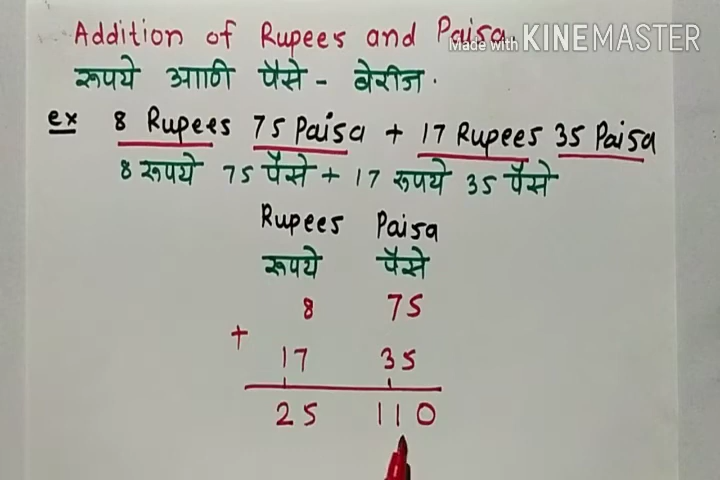 Addition of Rupees and Paisa.
Made with KINEMASTER
रूपये आणी पैसे - बेरीज.
ex 8 Rupees 75 Paisa + 17 Rupees 35 Paisa
8 रूपये 75 पैसे + 17 रूपये 35 पैसे
Rupees Paisa
रूपये पैसे
8 75
+
17 35
25 110